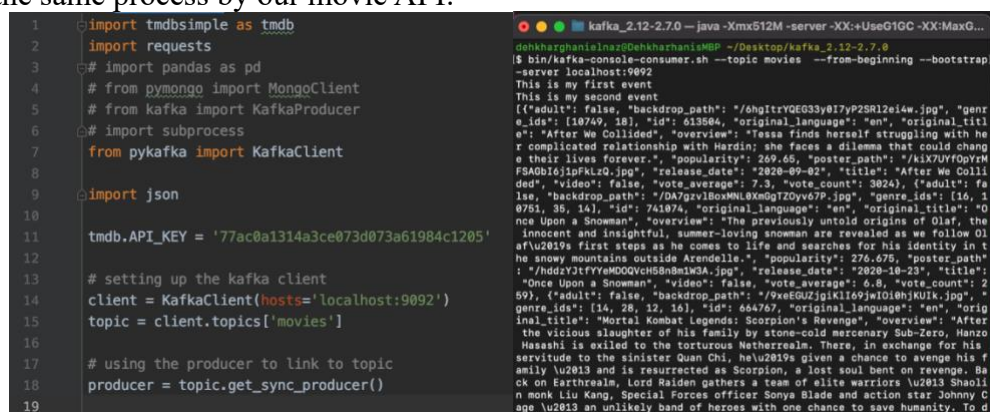 the same process by our movie API.
1 import tmdbsimple as tmdb
2 import requests
3 # import pandas as pd
4 # from pymongo import MongoClient
5 # from kafka import KafkaProducer
6 # import subprocess
7 from pykafka import KafkaClient
8
9 import json
10
11 tmdb.API_KEY = '77ac0a1314a3ce073d073a61984c1205'
12
13 # setting up the kafka client
14 client = KafkaClient(hosts='localhost:9092')
15 topic = client.topics['movies']
16
17 # using the producer to link to topic
18 producer = topic.get_sync_producer()
19
kafka_2.12-2.7.0 — java -Xmx512M -server -XX:+UseG1GC -XX:MaxG...
dehkharghanielnaz@DehkharhanisMBP ~/Desktop/kafka_2.12-2.7.0
[$ bin/kafka-console-consumer.sh --topic movies --from-beginning --bootstrap]
-server localhost:9092
This is my first event
This is my second event
[{"adult": false, "backdrop_path": "/6hgItrYQEG33y0I7yP2SRl2ei4w.jpg", "genr
e_ids": [10749, 18], "id": 613504, "original_language": "en", "original_titl
e": "After We Collided", "overview": "Tessa finds herself struggling with he
r complicated relationship with Hardin; she faces a dilemma that could chang
e their lives forever.", "popularity": 269.65, "poster_path": "/kiX7UYfOpYrM
FSAGbI6j1pFkLzQ.jpg", "release_date": "2020-09-02", "title": "After We Colli
ded", "video": false, "vote_average": 7.3, "vote_count": 3024}, {"adult": fa
lse, "backdrop_path": "/DA7gzvlBoxMNL0XmGgTZOyv67P.jpg", "genre_ids": [16, 1
0751, 35, 14], "id": 741074, "original_language": "en", "original_title": "O
nce Upon a Snowman", "overview": "The previously untold origins of Olaf, the
innocent and insightful, summer-loving snowman are revealed as we follow Ol
af\u2019s first steps as he comes to life and searches for his identity in t
he snowy mountains outside Arendelle.", "popularity": 276.675, "poster_path"
: "/hddzYJtfYYeMDOQVcH58n8m1W3A.jpg", "release_date": "2020-10-23", "title":
"Once Upon a Snowman", "video": false, "vote_average": 6.8, "vote_count": 2
59}, {"adult": false, "backdrop_path": "/9xeEGUZjgiKlI69jwIOi0hjKUIk.jpg", "
genre_ids": [14, 28, 12, 16], "id": 664767, "original_language": "en", "orig
inal_title": "Mortal Kombat Legends: Scorpion's Revenge", "overview": "After
the vicious slaughter of his family by stone-cold mercenary Sub-Zero, Hanzo
Hasashi is exiled to the torturous Netherrealm. There, in exchange for his
servitude to the sinister Quan Chi, he\u2019s given a chance to avenge his f
amily \u2013 and is resurrected as Scorpion, a lost soul bent on revenge. Ba
ck on Earthrealm, Lord Raiden gathers a team of elite warriors \u2013 Shaoli
n monk Liu Kang, Special Forces officer Sonya Blade and action star Johnny C
age \u2013 an unlikely band of heroes with one chance to save humanity. To d